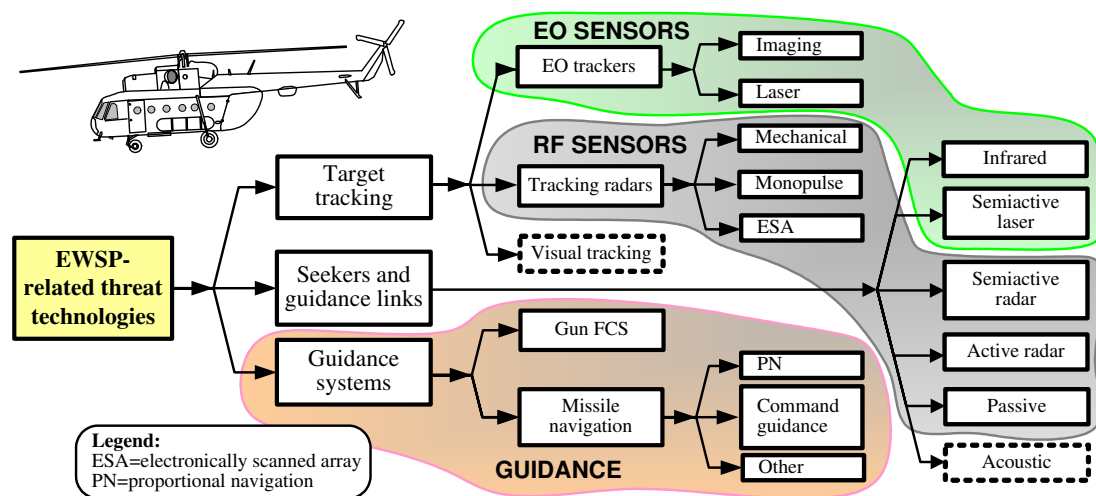 EO SENSORS
EO trackers
Imaging
Laser
RF SENSORS
Mechanical
Tracking radars
Monopulse
ESA
Visual tracking
Target
tracking
Infrared
Semiactive
laser
EWSP-
related threat
technologies
Seekers and
guidance links
Semiactive
radar
Active radar
Passive
Acoustic
Guidance
systems
Gun FCS
Missile
navigation
PN
Command
guidance
Other
GUIDANCE
Legend:
ESA=electronically scanned array
PN=proportional navigation